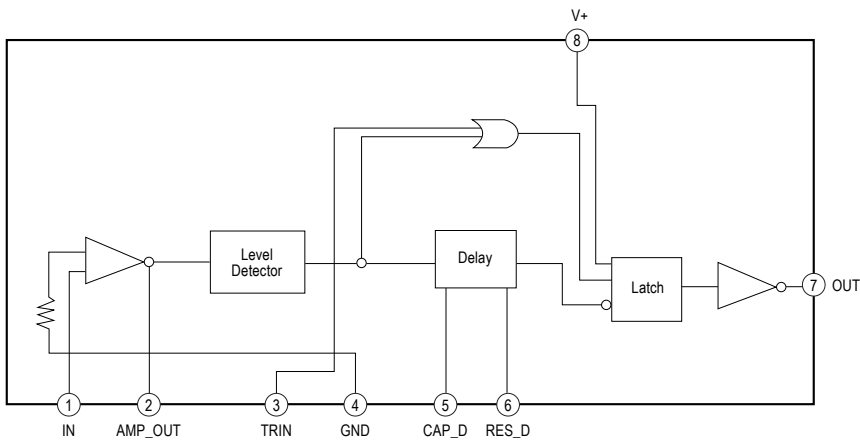 V+
8
Level
Detector
Delay
Latch
7 OUT
1
2
3
4
5
6
IN
AMP_OUT
TRIN
GND
CAP_D
RES_D